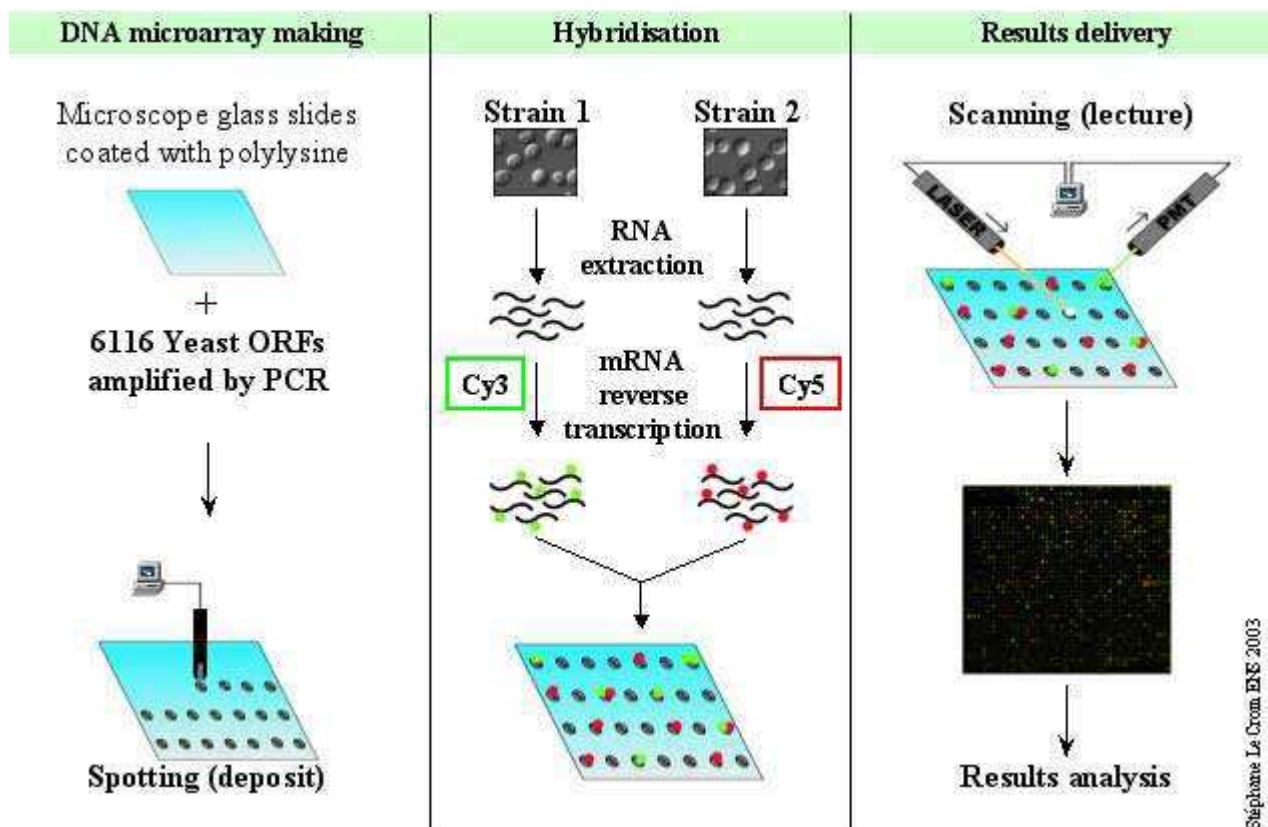 DNA microarray making
Microscope glass slides
coated with polylysine
+
6116 Yeast ORFs
amplified by PCR
Spotting (deposit)
Hybridisation
Strain 1
Strain 2
RNA
extraction
Cy3
mRNA
reverse
transcription
Cy5
Results delivery
Scanning (lecture)
LASER
PMT
Results analysis
Stéphane Le Crom ENS 2003